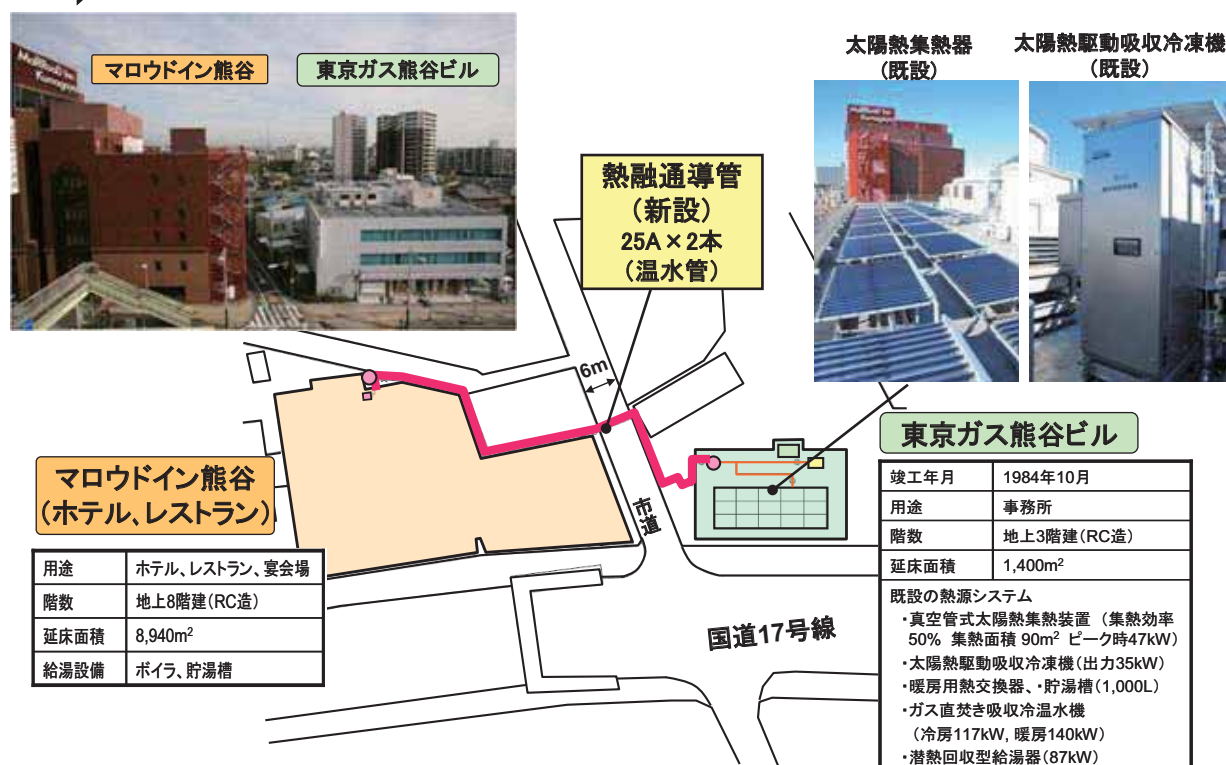 マロウドイン熊谷
東京ガス熊谷ビル
太陽熱集熱器
(既設)
太陽熱駆動吸収冷凍機
(既設)
熱融通導管
(新設)
25A×2本
(温水管)
6m
市道
国道17号線
マロウドイン熊谷
(ホテル、レストラン)
用途 ホテル、レストラン、宴会場
階数 地上8階建(RC造)
延床面積 8,940m²
給湯設備 ボイラ、貯湯槽
東京ガス熊谷ビル
竣工年月 1984年10月
用途 事務所
階数 地上3階建(RC造)
延床面積 1,400m²
既設の熱源システム
・真空管式太陽熱集熱装置 (集熱効率
50% 集熱面積 90m² ピーク時47kW)
・太陽熱駆動吸収冷凍機(出力35kW)
・暖房用熱交換器、・貯湯槽(1,000L)
・ガス直焚き吸収冷温水機
(冷房117kW, 暖房140kW)
・潜熱回収型給湯器(87kW)